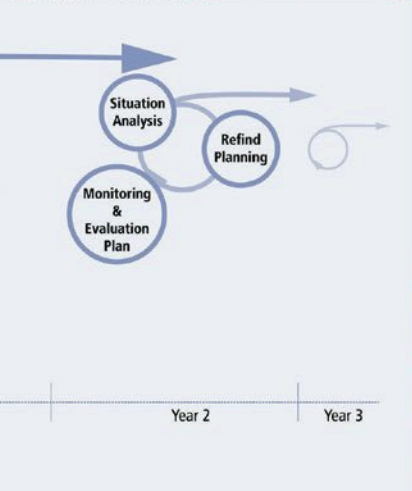 Situation
Analysis
Refind
Planning
Monitoring
&
Evaluation
Plan
Year 2
Year 3